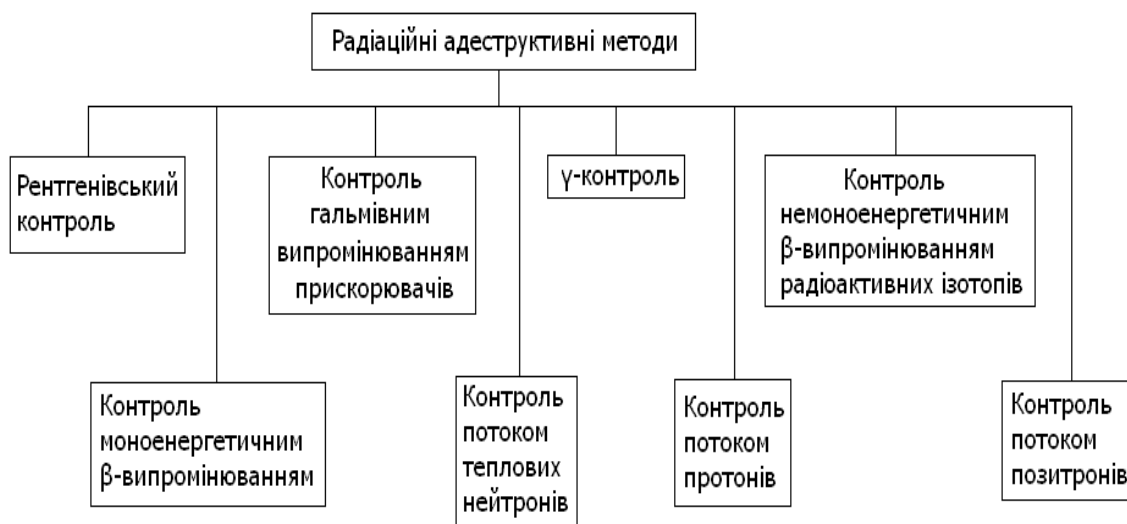 Радіаційні адеструктивні методи
Рентгенівський
контроль
Контроль
гальмівним
випромінюванням
прискорювачів
γ-контроль
Контроль
немоноенергетичним
β-випромінюванням
радіоактивних ізотопів
Контроль
моноенергетичним
β-випромінюванням
Контроль
потоком
теплових
нейтронів
Контроль
потоком
протонів
Контроль
потоком
позитронів